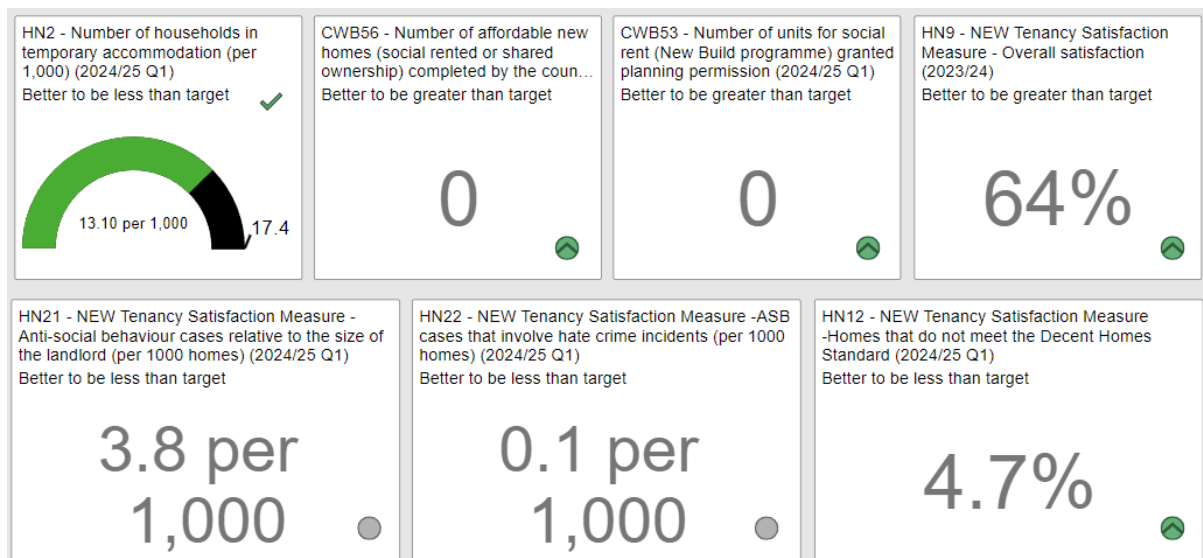 HN2 - Number of households in
temporary accommodation (per
1,000) (2024/25 Q1)
Better to be less than target
13.10 per 1,000
17.4
CWB56 - Number of affordable new
homes (social rented or shared
ownership) completed by the coun…
Better to be greater than target
0
CWB53 - Number of units for social
rent (New Build programme) granted
planning permission (2024/25 Q1)
Better to be greater than target
0
HN9 - NEW Tenancy Satisfaction
Measure - Overall satisfaction
(2023/24)
Better to be greater than target
64%
HN21 - NEW Tenancy Satisfaction Measure -
Anti-social behaviour cases relative to the size of
the landlord (per 1000 homes) (2024/25 Q1)
Better to be less than target
3.8 per
1,000
HN22 - NEW Tenancy Satisfaction Measure -ASB
cases that involve hate crime incidents (per 1000
homes) (2024/25 Q1)
Better to be less than target
0.1 per
1,000
HN12 - NEW Tenancy Satisfaction Measure
-Homes that do not meet the Decent Homes
Standard (2024/25 Q1)
Better to be less than target
4.7%